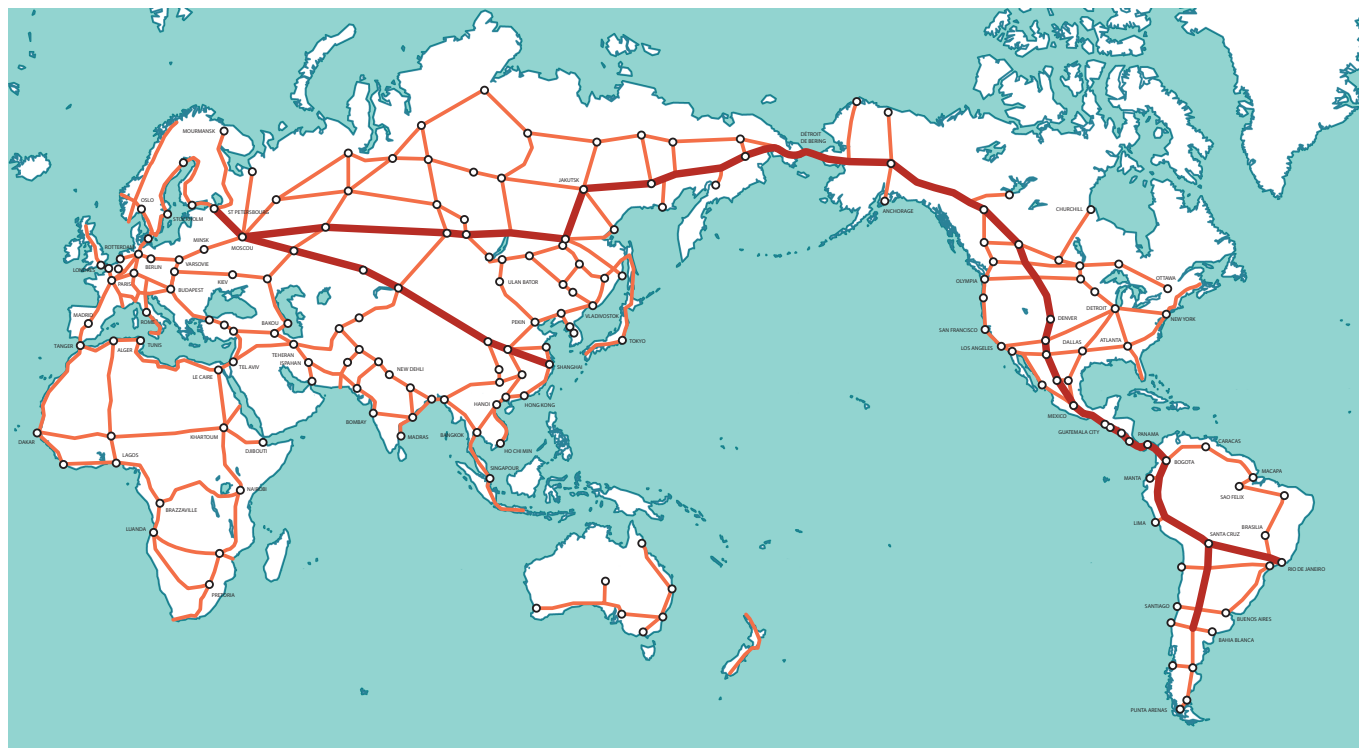 MOURMANSK
DÉTROIT
DE BERING
JAKUTSK
OSLO
STOCKHOLM
ST PETERSBOURG
MOSCOU
ROTTERDAM
MINSK
LONDRES
BERLIN
VARSOVIE
PARIS
KIEV
BUDAPEST
MADRID
ROME
BAKOU
TANGER
ALGER
TUNIS
TEHERAN
ISPAHAN
TEL AVIV
LE CAIRE
ULAN BATOR
PEKIN
VLADIVOSTOK
TOKYO
SHANGHAI
NEW DEHLI
HANOI
HONG KONG
BOMBAY
MADRAS
BANGKOK
HO CHI MIN
SINGAPOUR
DAKAR
LAGOS
KHARTOUM
DJIBOUTI
NAIROBI
BRAZZAVILLE
LUANDA
PRETORIA
ANCHORAGE
CHURCHILL
OLYMPIA
OTTAWA
DETROIT
NEW YORK
DENVER
SAN FRANCISCO
LOS ANGELES
DALLAS
ATLANTA
MEXICO
GUATEMALA CITY
PANAMA
CARACAS
BOGOTA
MACAPA
MANTA
SAO FELIX
LIMA
BRASILIA
SANTA CRUZ
RIO DE JANEIRO
SANTIAGO
BUENOS AIRES
BAHIA BLANCA
PUNTA ARENAS